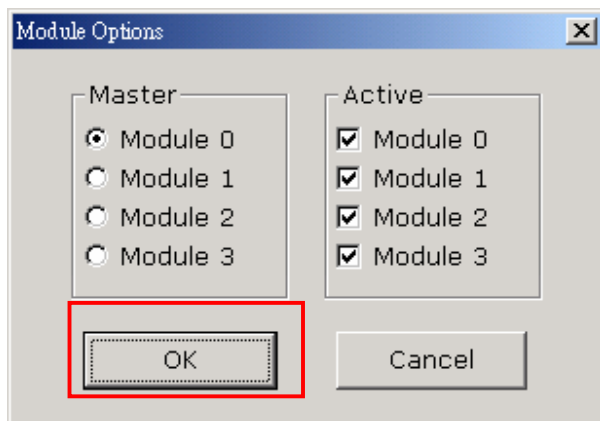 Module Options
Master
Module 0
Module 1
Module 2
Module 3
Active
Module 0
Module 1
Module 2
Module 3
OK
Cancel